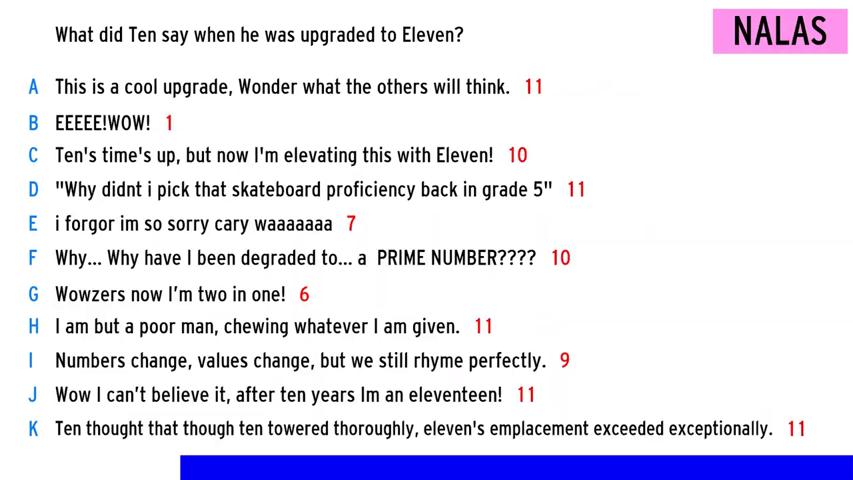 What did Ten say when he was upgraded to Eleven?
NALAS
A This is a cool upgrade, Wonder what the others will think. 11
B EEEEE!WOW! 1
C Ten's time's up, but now I'm elevating this with Eleven! 10
D "Why didnt i pick that skateboard proficiency back in grade 5" 11
E i forgor im so sorry cary waaaaaaa 7
F Why... Why have I been degraded to... a PRIME NUMBER???? 10
G Wowzers now I’m two in one! 6
H I am but a poor man, chewing whatever I am given. 11
I Numbers change, values change, but we still rhyme perfectly. 9
J Wow I can’t believe it, after ten years Im an eleventeen! 11
K Ten thought that though ten towered thoroughly, eleven's emplacement exceeded exceptionally. 11